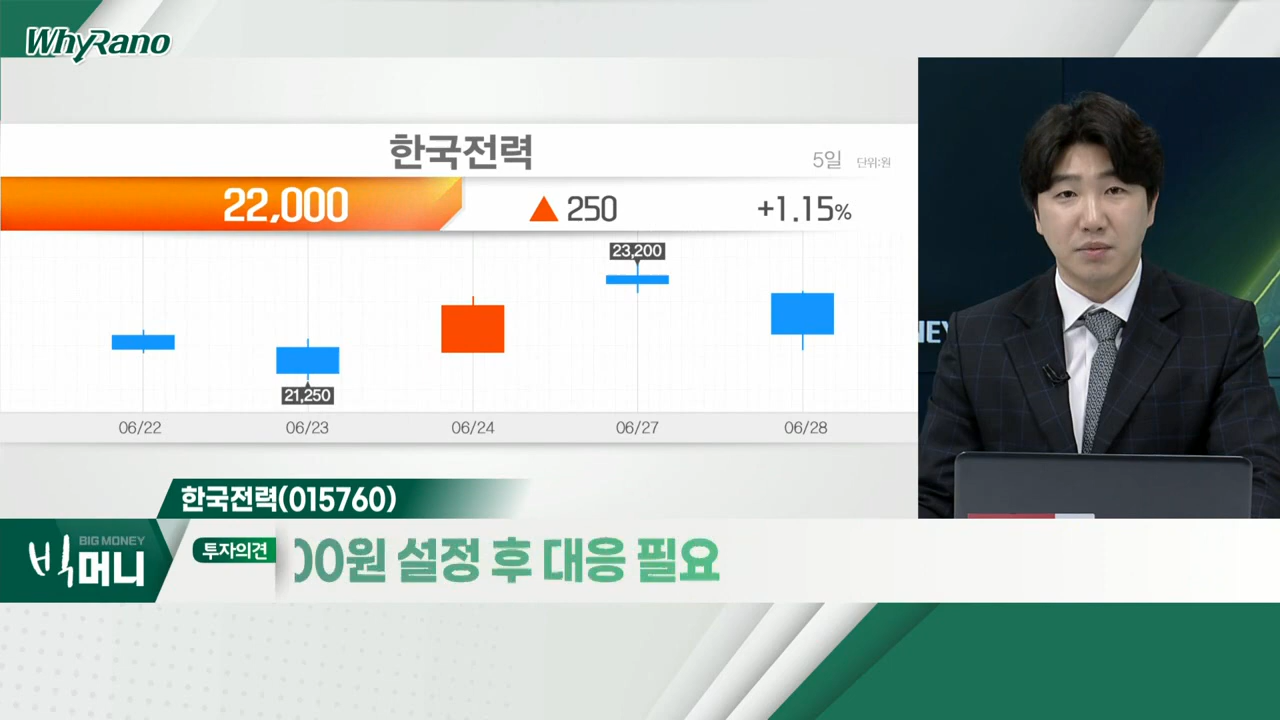 WhyRano
한국전력
5일 단위:원
22,000 ▲ 250 +1.15%
23,200
21,250
06/22 06/23 06/24 06/27 06/28
한국전력(015760)
BIG MONEY
빅머니
투자의견
00원 설정 후 대응 필요